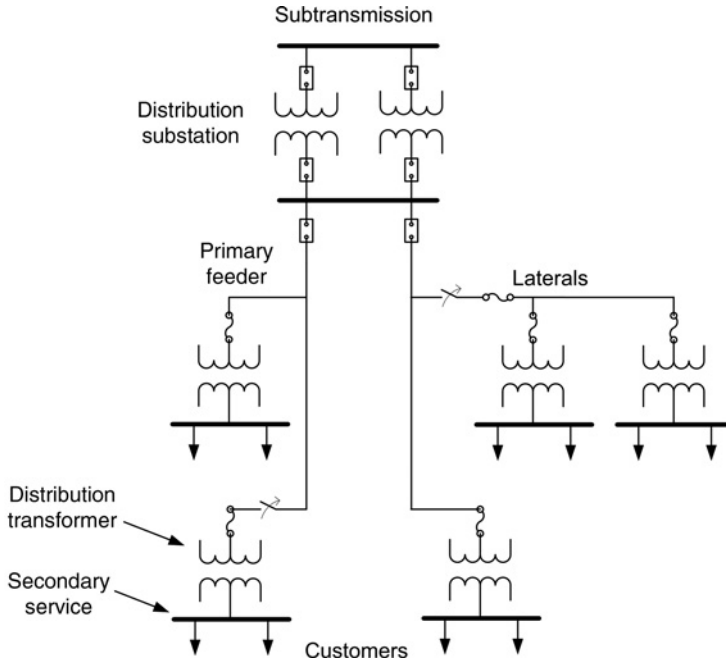 Subtransmission
Distribution
substation
Primary
feeder
Laterals
Distribution
transformer
Secondary
service
Customers